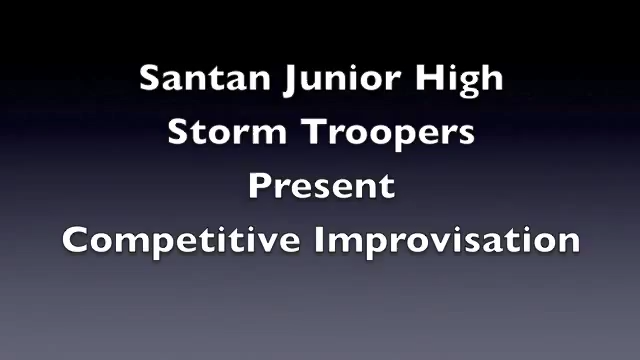 Santan Junior High
Storm Troopers
Present
Competitive Improvisation